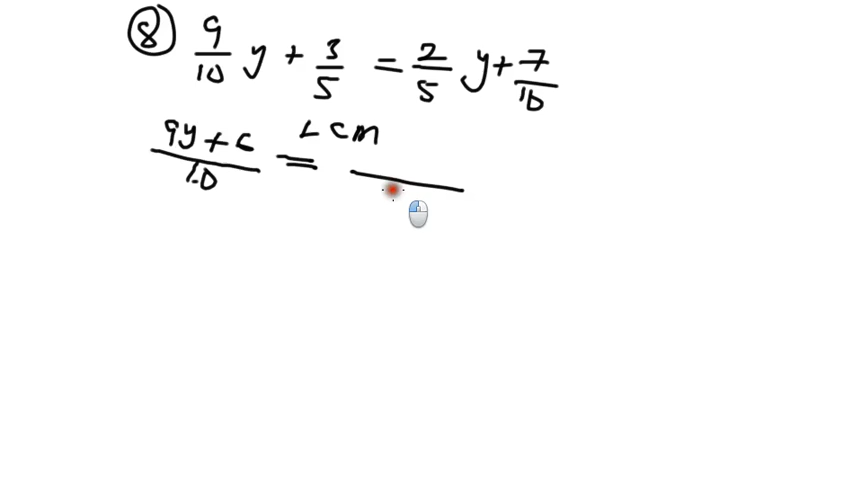 ⑧ 9/10 y + 3/5 = 2/5 y + 7/10
LCM
9y + 6/10 =